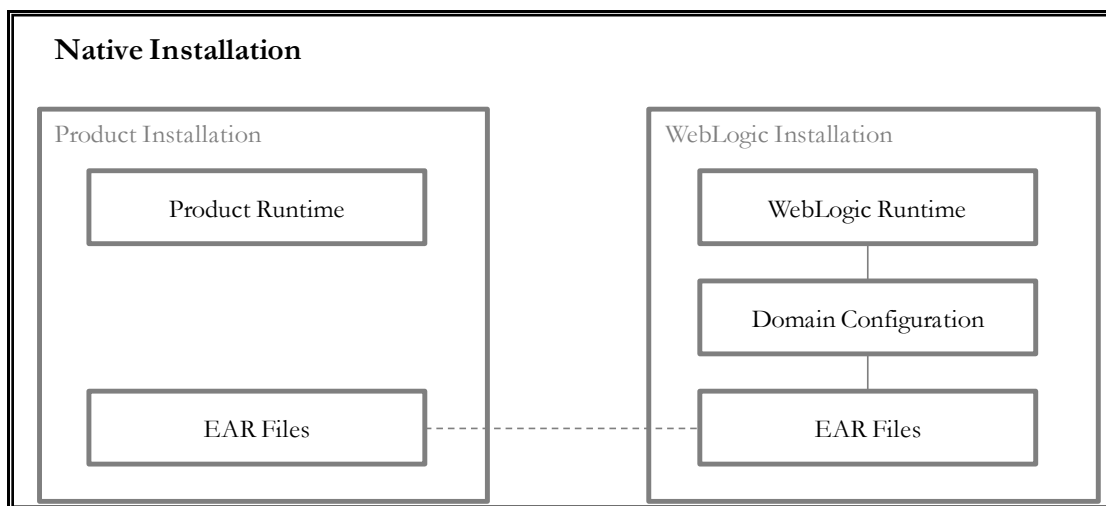 Native Installation
Product Installation
WebLogic Installation
Product Runtime
WebLogic Runtime
Domain Configuration
EAR Files
EAR Files